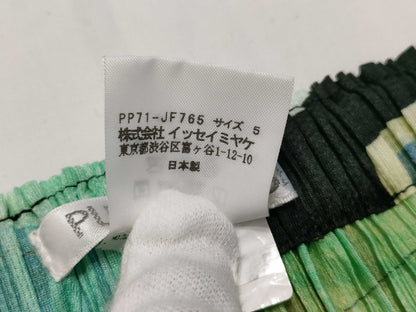 PP71-JF765 サイズ 5
株式会社 イッセイミヤケ
東京都渋谷区富ヶ谷1-12-10
日本製